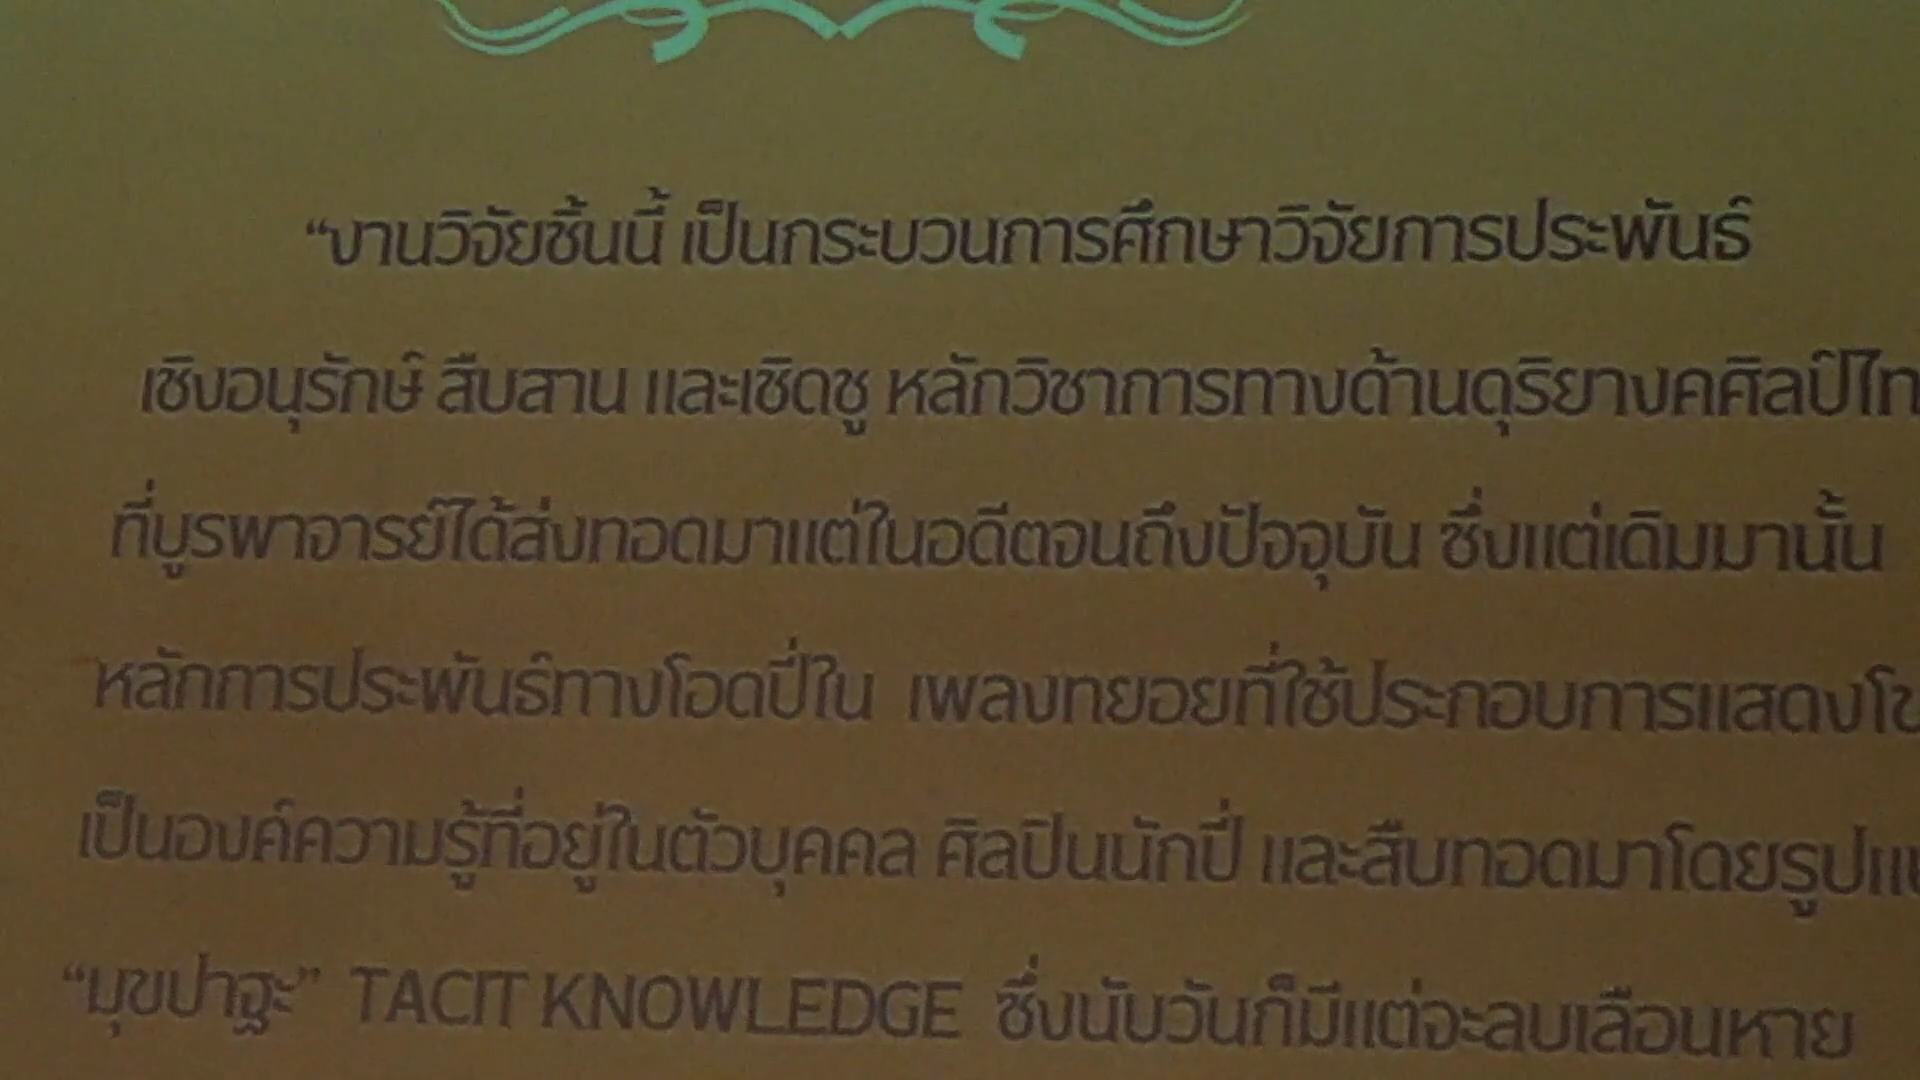 “งานวิจัยชิ้นนี้ เป็นกระบวนการศึกษาวิจัยการประพันธ์
เชิงอนุรักษ์ สืบสาน และเชิดชู หลักวิชาการทางด้านดุริยางคศิลป์ไท
ที่บูรพาจารย์ได้ส่งทอดมาแต่ในอดีตจนถึงปัจจุบัน ซึ่งแต่เดิมมานั้น
หลักการประพันธ์ทางโอดปี่ใน เพลงทยอยที่ใช้ประกอบการแสดงโข
เป็นองค์ความรู้ที่อยู่ในตัวบุคคล ศิลปินนักปี่ และสืบทอดมาโดยรูปแบ
“มุขปาฐะ” TACIT KNOWLEDGE ซึ่งนับวันก็มีแต่จะลบเลือนหาย